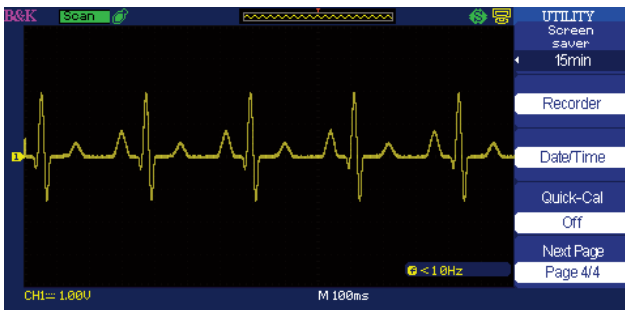 B&K Scan UTILITY
Screen
saver
15min
Recorder
1
Date/Time
Quick-Cal
Off
Next Page
f <10Hz
Page 4/4
CH1 1.00V M 100ms